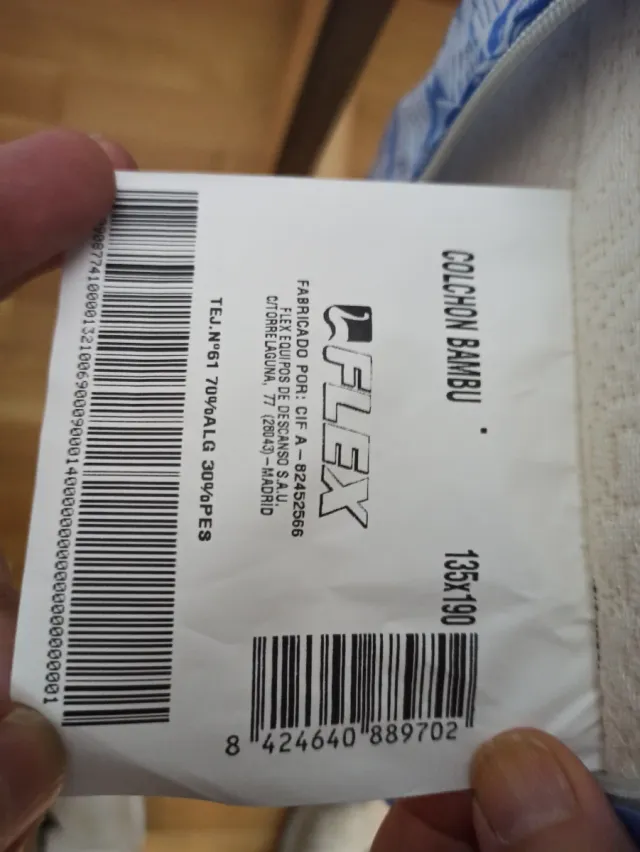 COLCHON BAMBU
135x190
FLEX
FABRICADO POR: CIF A-82452566
FLEX EQUIPOS DE DESCANSO S.A.U.
C/TORRELAGUNA, 77 (28043)-MADRID
8 424640 889702
TEJ.Nº61 70%ALG 30%PES